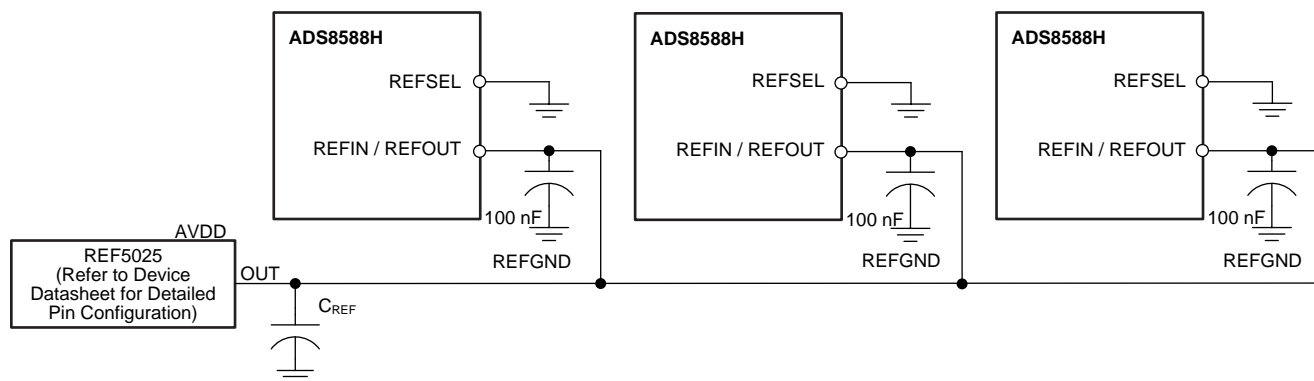 ADS8588H
REFSEL
REFIN / REFOUT
100 nF
REFGND
ADS8588H
REFSEL
REFIN / REFOUT
100 nF
REFGND
ADS8588H
REFSEL
REFIN / REFOUT
100 nF
REFGND
AVDD
REF5025
(Refer to Device
Datasheet for Detailed
Pin Configuration)
OUT
CREF